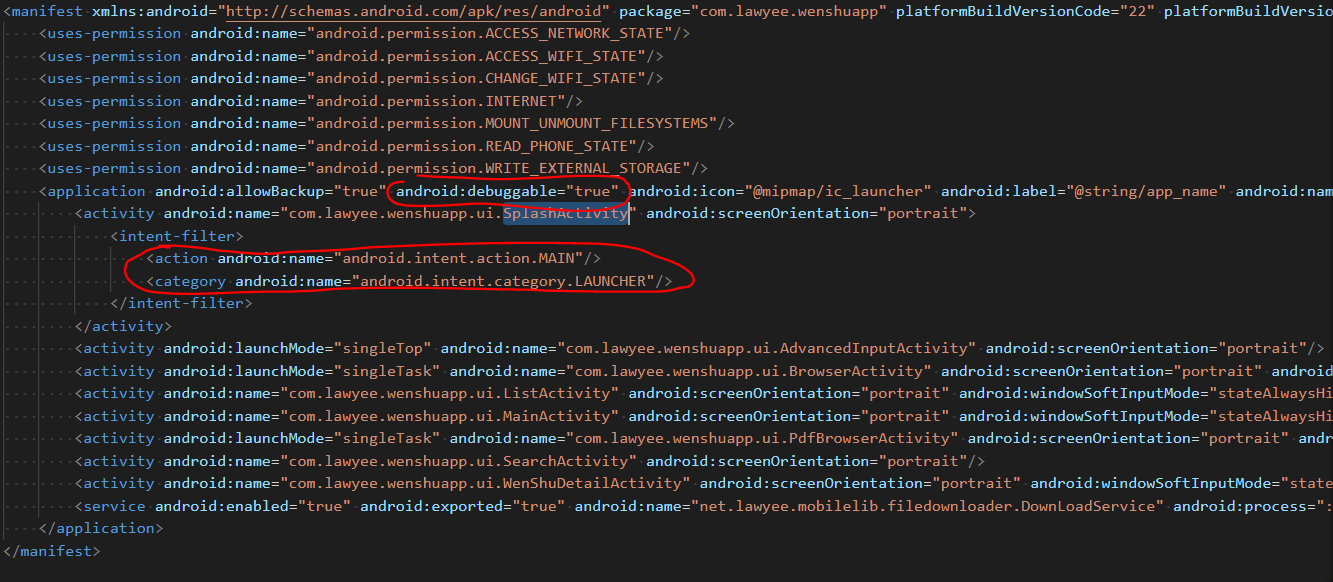 <manifest xmlns:android="http://schemas.android.com/apk/res/android" package="com.lawyee.wenshuapp" platformBuildVersionCode="22" platformBuildVersio
<uses-permission android:name="android.permission.ACCESS_NETWORK_STATE"/>
<uses-permission android:name="android.permission.ACCESS_WIFI_STATE"/>
<uses-permission android:name="android.permission.CHANGE_WIFI_STATE"/>
<uses-permission android:name="android.permission.INTERNET"/>
<uses-permission android:name="android.permission.MOUNT_UNMOUNT_FILESYSTEMS"/>
<uses-permission android:name="android.permission.READ_PHONE_STATE"/>
<uses-permission android:name="android.permission.WRITE_EXTERNAL_STORAGE"/>
<application android:allowBackup="true" android:debuggable="true" android:icon="@mipmap/ic_launcher" android:label="@string/app_name" android:nam
<activity android:name="com.lawyee.wenshuapp.ui.SplashActivity" android:screenOrientation="portrait">
<intent-filter>
<action android:name="android.intent.action.MAIN"/>
<category android:name="android.intent.category.LAUNCHER"/>
</intent-filter>
</activity>
<activity android:launchMode="singleTop" android:name="com.lawyee.wenshuapp.ui.AdvancedInputActivity" android:screenOrientation="portrait"/>
<activity android:launchMode="singleTask" android:name="com.lawyee.wenshuapp.ui.BrowserActivity" android:screenOrientation="portrait" android
<activity android:name="com.lawyee.wenshuapp.ui.ListActivity" android:screenOrientation="portrait" android:windowSoftInputMode="stateAlwaysHi
<activity android:name="com.lawyee.wenshuapp.ui.MainActivity" android:screenOrientation="portrait" android:windowSoftInputMode="stateAlwaysHi
<activity android:launchMode="singleTask" android:name="com.lawyee.wenshuapp.ui.PdfBrowserActivity" android:screenOrientation="portrait" andr
<activity android:name="com.lawyee.wenshuapp.ui.SearchActivity" android:screenOrientation="portrait"/>
<activity android:name="com.lawyee.wenshuapp.ui.WenShuDetailActivity" android:screenOrientation="portrait" android:windowSoftInputMode="state
<service android:enabled="true" android:exported="true" android:name="net.lawyee.mobilelib.filedownloader.DownLoadService" android:process=":
</application>
</manifest>